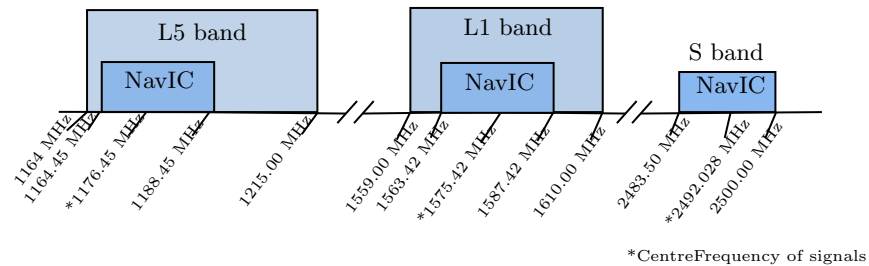 L5 band
L1 band
S band
NavIC
NavIC
NavIC
1164 MHz
1164.45 MHz
*1176.45 MHz
1188.45 MHz
1215.00 MHz
1559.00 MHz
1563.42 MHz
*1575.42 MHz
1587.42 MHz
1610.00 MHz
2483.50 MHz
*2492.028 MHz
2500.00 MHz
*CentreFrequency of signals